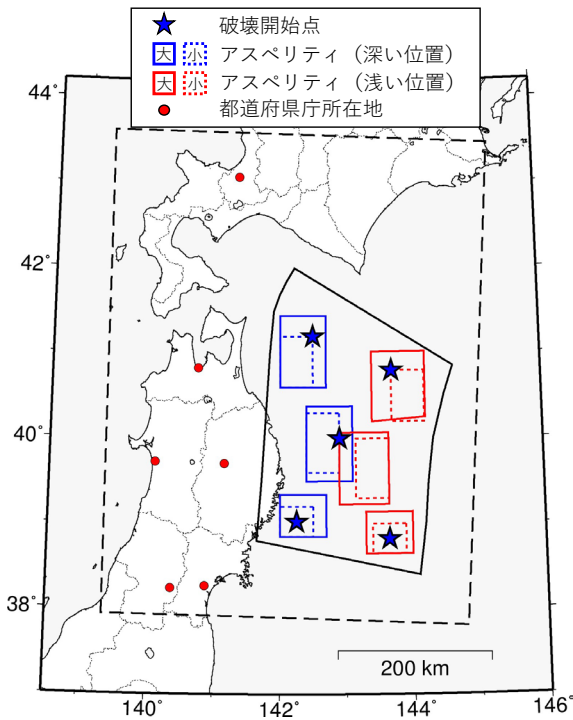 破壊開始点
大 小 アスペリティ（深い位置）
大 小 アスペリティ（浅い位置）
都道府県庁所在地
44°
42°
40°
38°
200 km
140°
142°
144°
146°